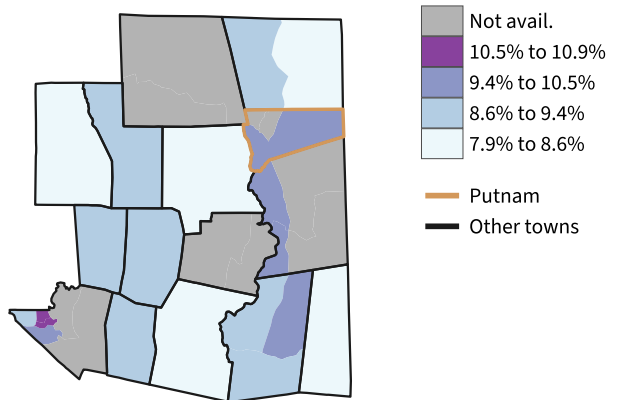 Not avail.
10.5% to 10.9%
9.4% to 10.5%
8.6% to 9.4%
7.9% to 8.6%
Putnam
Other towns